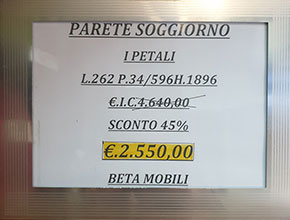 PARETE SOGGIORNO
I PETALI
L.262 P.34/596H.1896
€.I.C.4.640,00
SCONTO 45%
€.2.550,00
BETA MOBILI